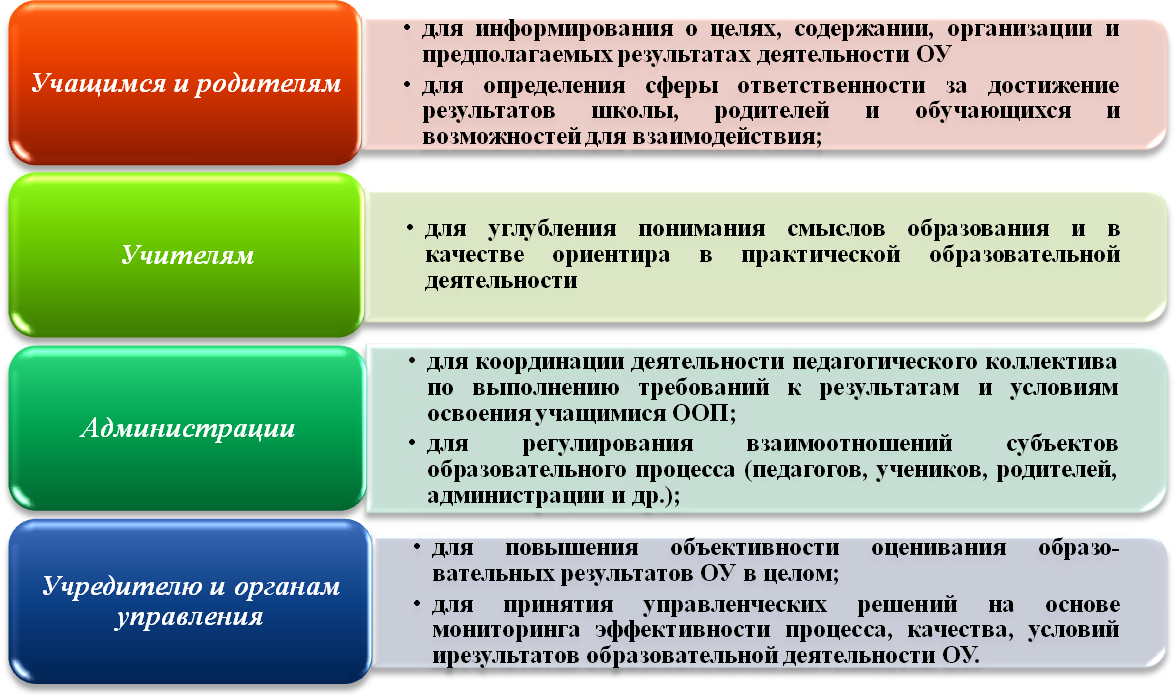 Учащимся и родителям
• для информирования о целях, содержании, организации и
предполагаемых результатах деятельности ОУ
• для определения сферы ответственности за достижение
результатов школы, родителей и обучающихся и
возможностей для взаимодействия;
Учителям
• для углубления понимания смыслов образования и в
качестве ориентира в практической образовательной
деятельности
Администрации
• для координации деятельности педагогического коллектива
по выполнению требований к результатам и условиям
освоения учащимися ООП;
• для регулирования взаимоотношений субъектов
образовательного процесса (педагогов, учеников, родителей,
администрации и др.);
Учредителю и органам
управления
• для повышения объективности оценивания образо-
вательных результатов ОУ в целом;
• для принятия управленческих решений на основе
мониторинга эффективности процесса, качества, условий
ирезультатов образовательной деятельности ОУ.